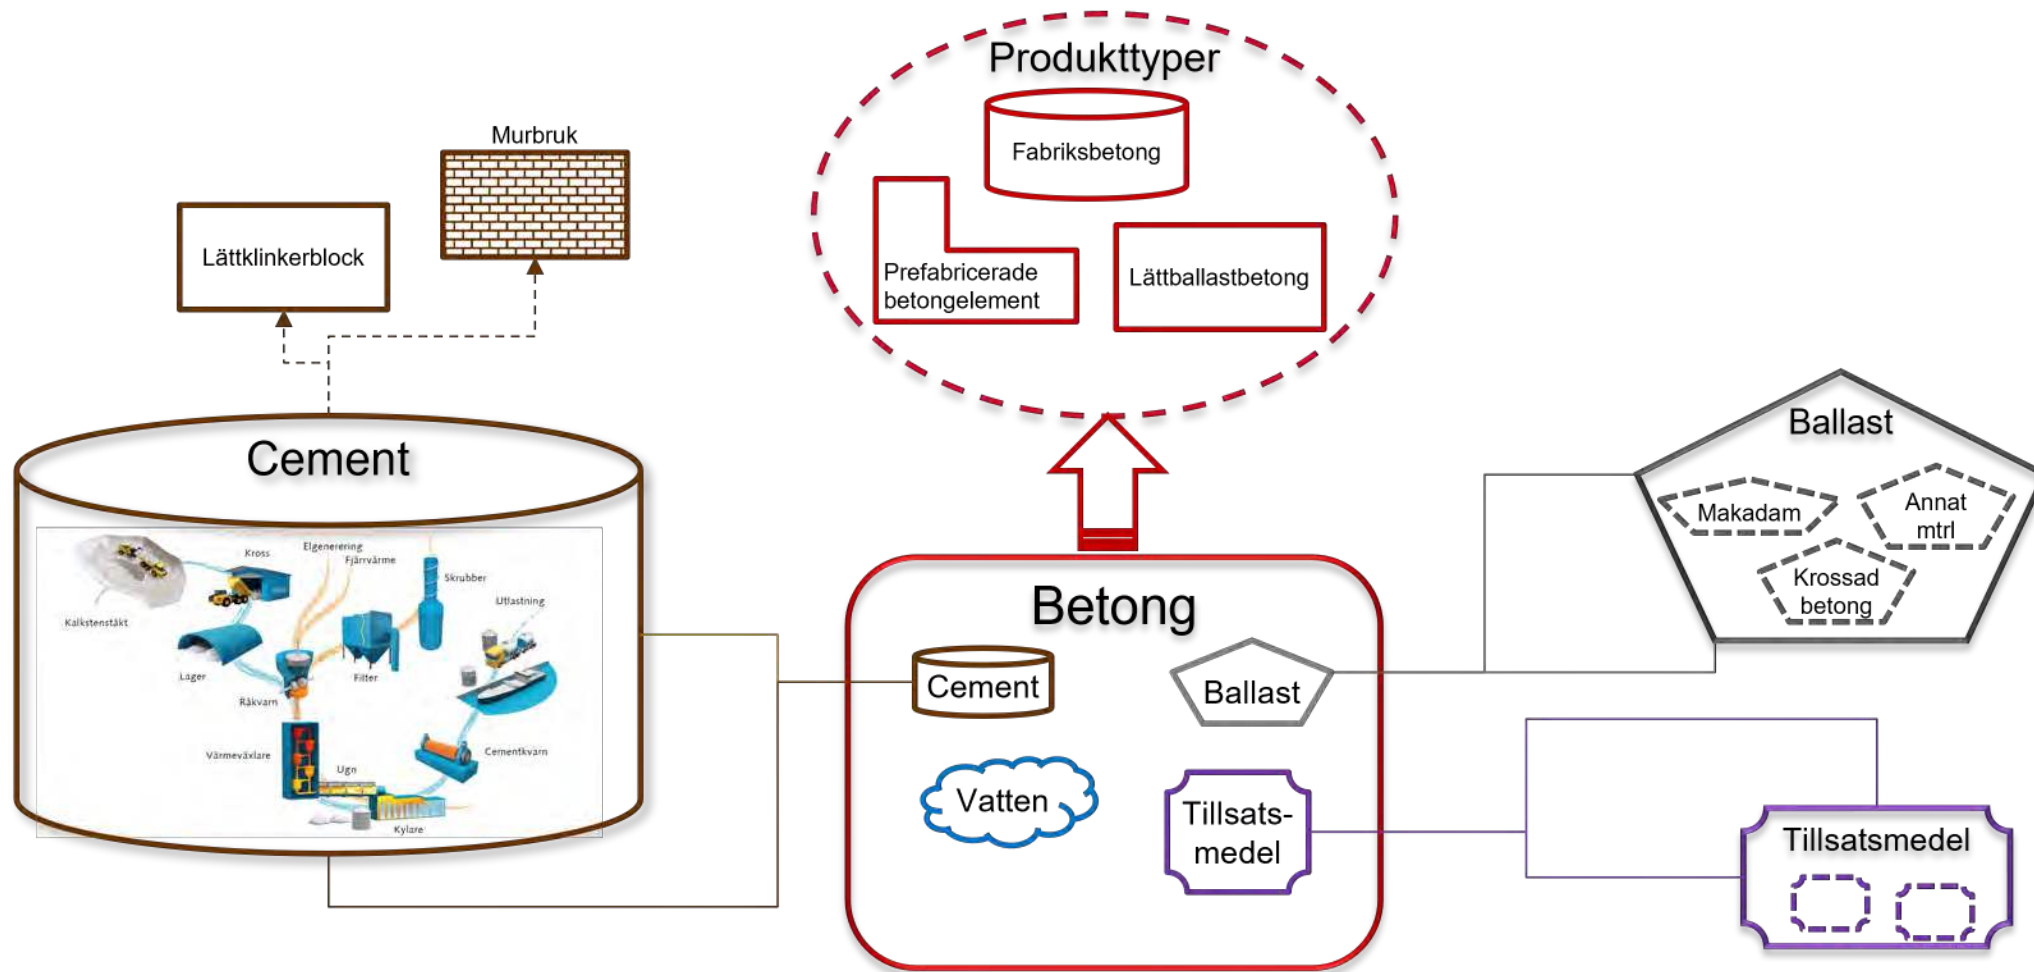 Produkttyper
Fabriksbetong
Prefabricerade
betongelement
Lättballastbetong
Murbruk
Lättklinkerblock
Cement
Kross
Elgenerering
Fjärrvärme
Skrubber
Utlastning
Kalkstenstäkt
Lager
Råkvarn
Filter
Värmeväxlare
Ugn
Cementkvarn
Kylare
Betong
Cement
Ballast
Vatten
Tillsats-
medel
Ballast
Makadam
Annat
mtrl
Krossad
betong
Tillsatsmedel